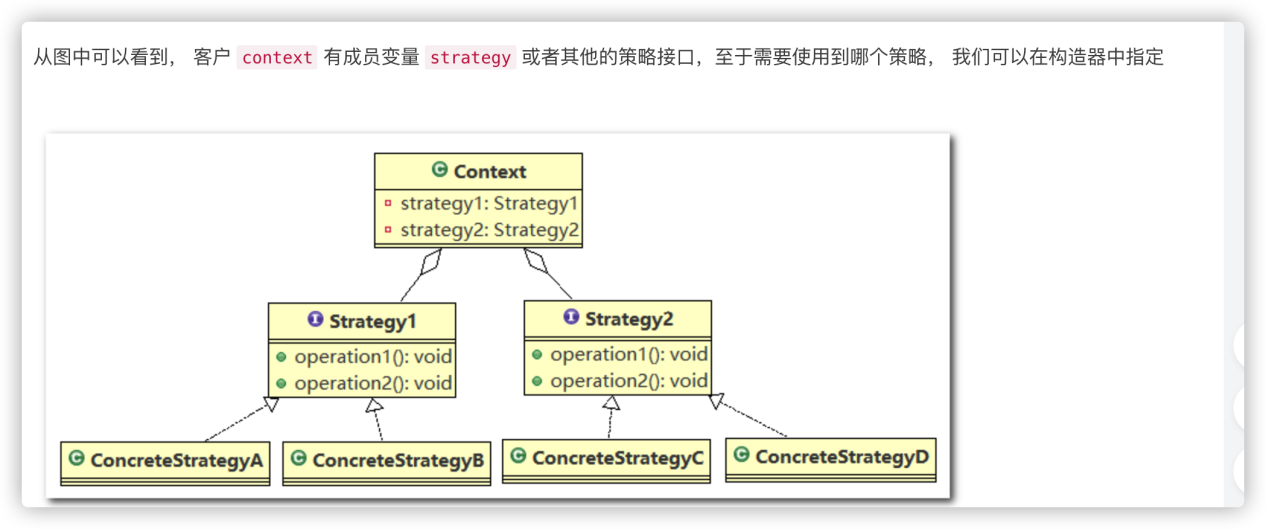 从图中可以看到， 客户 context 有成员变量 strategy 或者其他的策略接口，至于需要使用到哪个策略， 我们可以在构造器中指定
Context
strategy1: Strategy1
strategy2: Strategy2
Strategy1
operation1(): void
operation2(): void
Strategy2
operation1(): void
operation2(): void
ConcreteStrategyA
ConcreteStrategyB
ConcreteStrategyC
ConcreteStrategyD